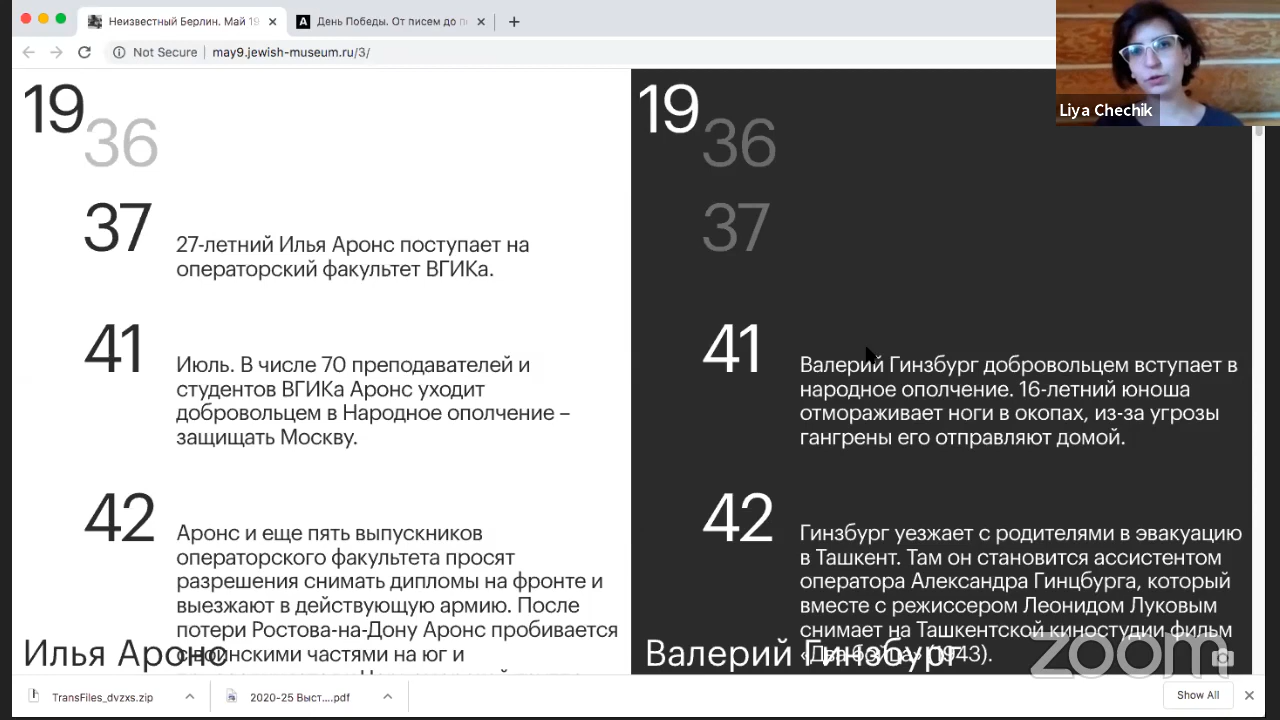 Неизвестный Берлин. Май 19
День Победы. От писем до п
Not Secure
may9.jewish-museum.ru/3/
Liya Chechik
19
36
37
27-летний Илья Аронс поступает на
операторский факультет ВГИКа.
41
Июль. В числе 70 преподавателей и
студентов ВГИКа Аронс уходит
добровольцем в Народное ополчение –
защищать Москву.
42
Аронс и еще пять выпускников
операторского факультета просят
разрешения снимать дипломы на фронте и
выезжают в действующую армию. После
потери Ростова-на-Дону Аронс пробивается
с воинскими частями на юг и
Илья Аронс
19
36
37
41
Валерий Гинзбург добровольцем вступает в
народное ополчение. 16-летний юноша
отмораживает ноги в окопах, из-за угрозы
гангрены его отправляют домой.
42
Гинзбург уезжает с родителями в эвакуацию
в Ташкент. Там он становится ассистентом
оператора Александра Гинцбурга, который
вместе с режиссером Леонидом Луковым
снимает на Ташкентской киностудии фильм
«Два бойца» (1943).
Валерий Гинзбург
zoom
TransFiles_dvzxs.zip
2020-25 Выст....pdf
Show All